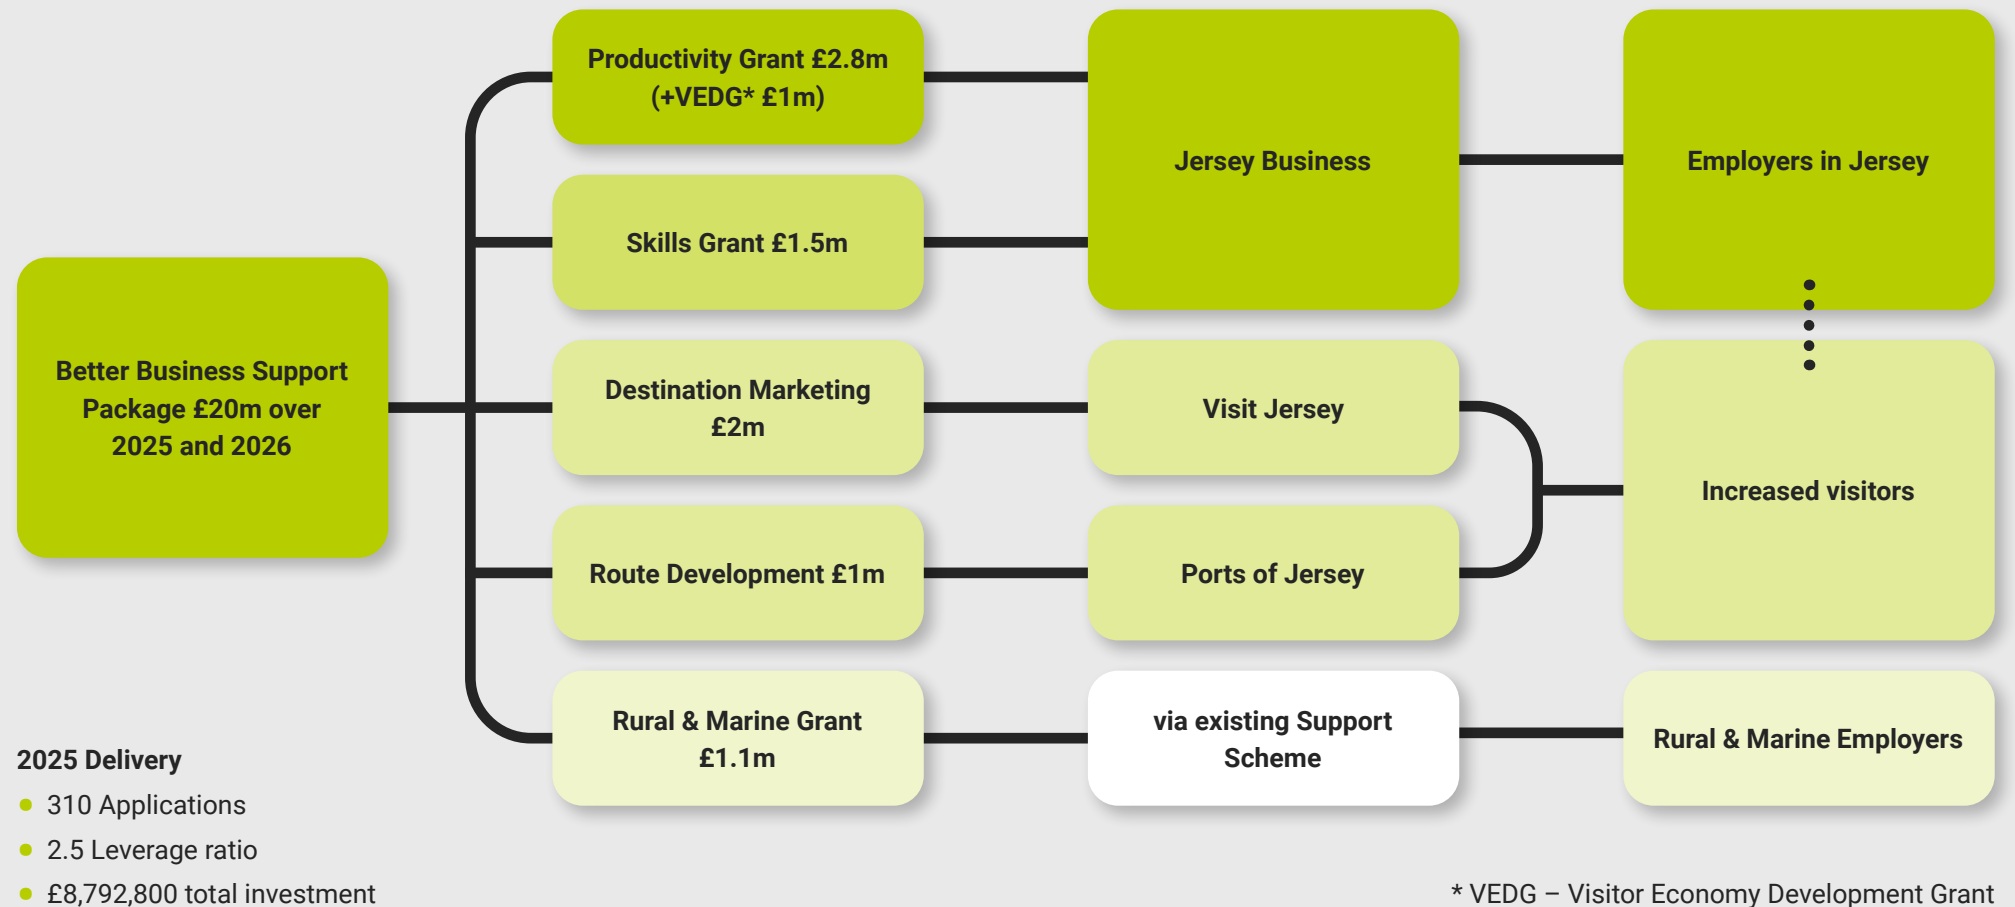 Productivity Grant £2.8m
(+VEDG* £1m)
Jersey Business
Employers in Jersey
Skills Grant £1.5m
Better Business Support
Package £20m over
2025 and 2026
Destination Marketing
£2m
Visit Jersey
Increased visitors
Route Development £1m
Ports of Jersey
Rural & Marine Grant
£1.1m
via existing Support
Scheme
Rural & Marine Employers
2025 Delivery
310 Applications
2.5 Leverage ratio
£8,792,800 total investment
* VEDG – Visitor Economy Development Grant